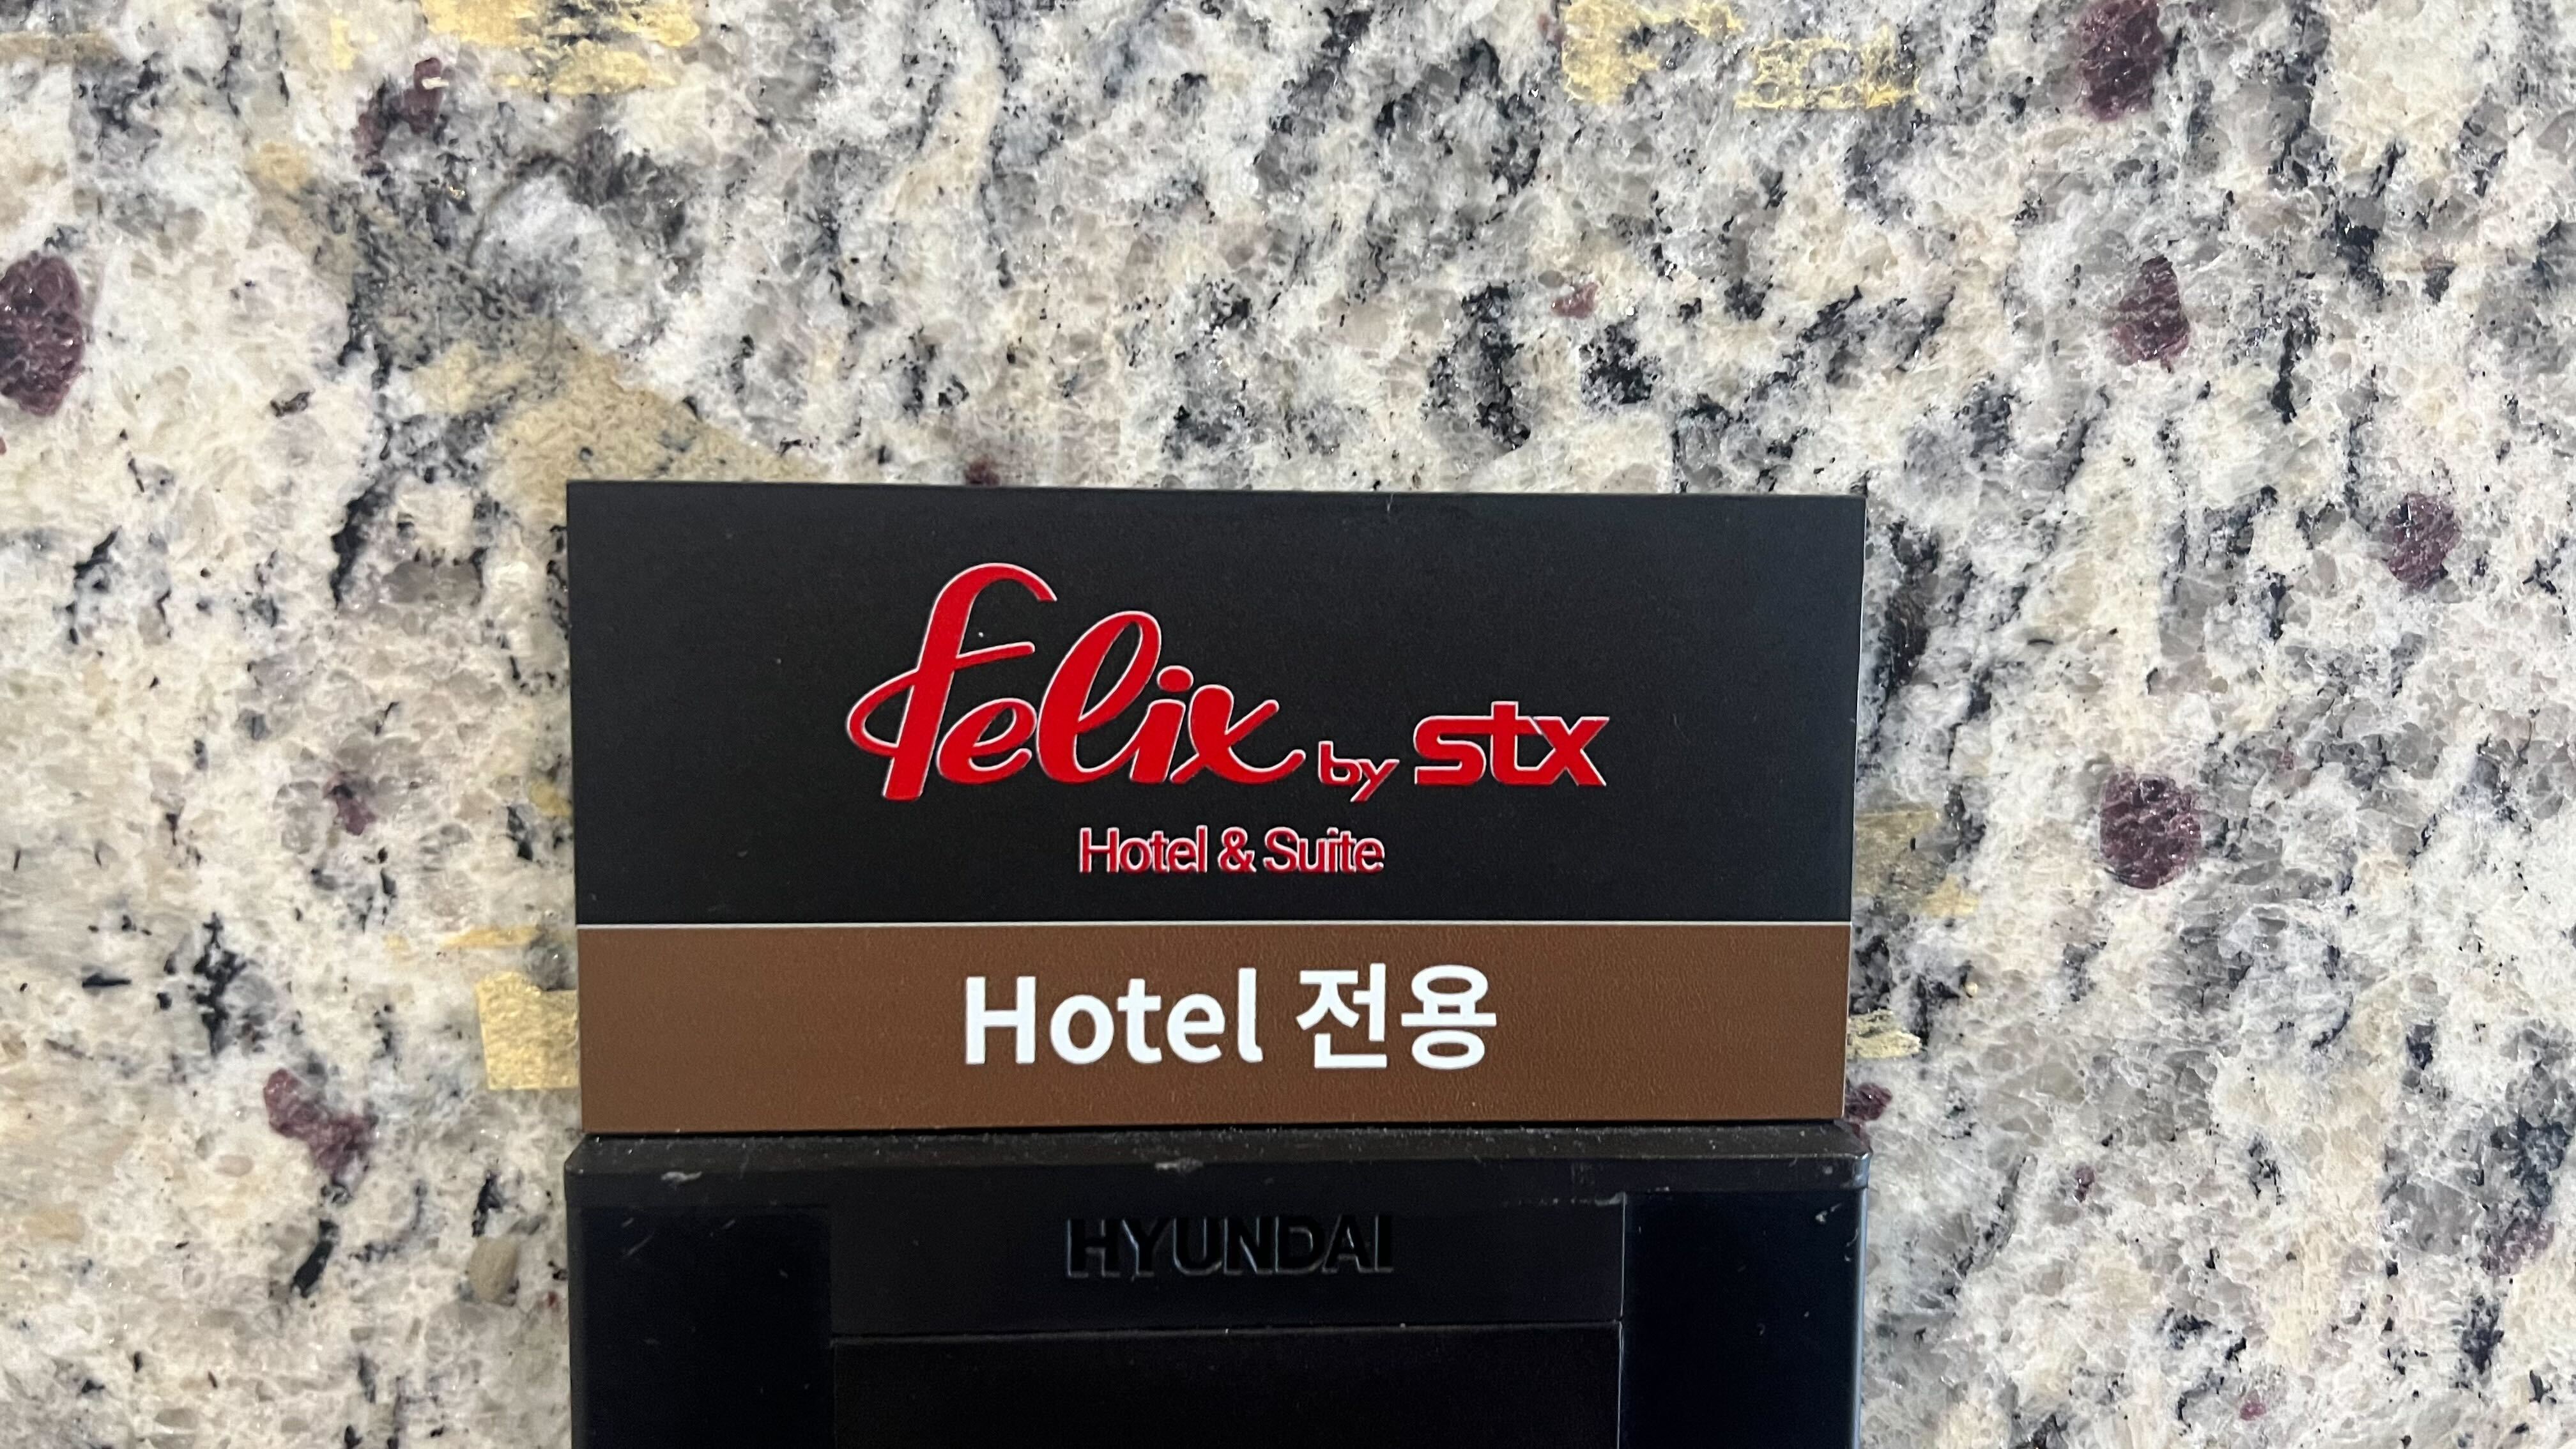 Felix by stx
Hotel & Suite
Hotel 전용
HYUNDAI